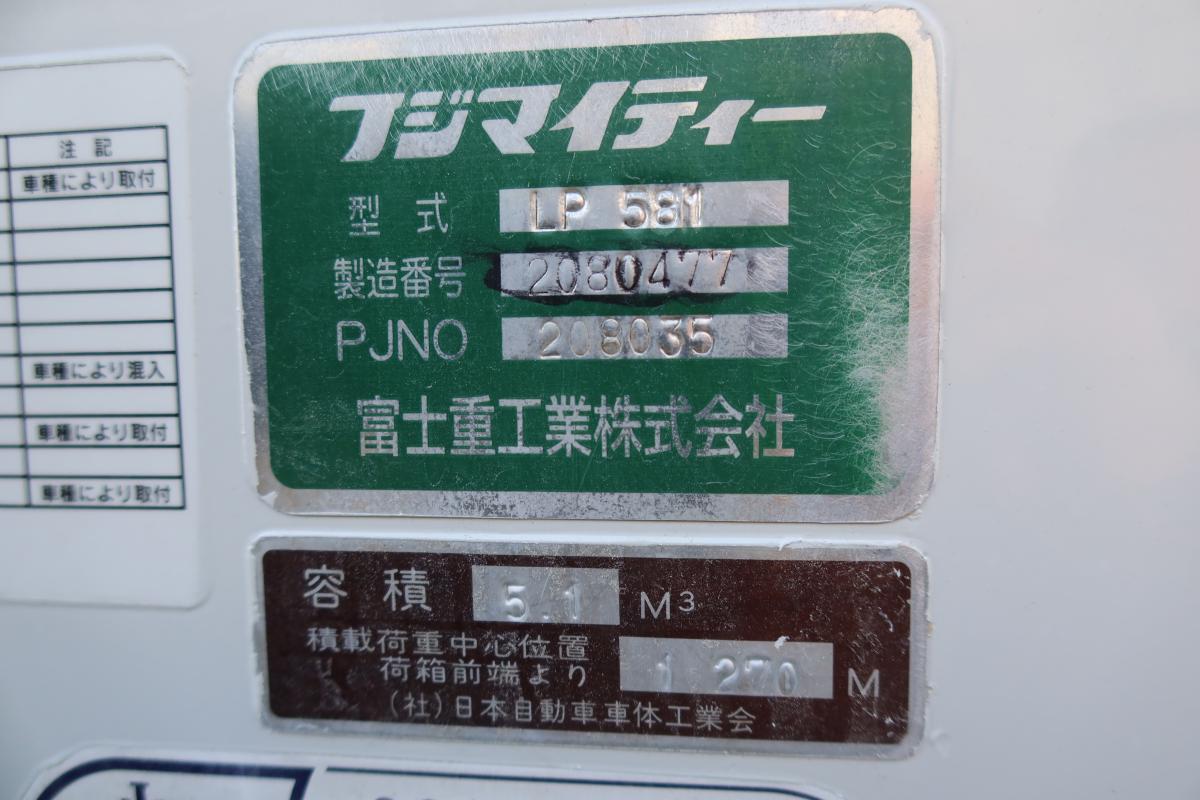 注記
車種により取付
車種により混入
車種により取付
車種により取付
フジマイティー
型式 LP 581
製造番号 2080477
PJNO 208035
富士重工業株式会社
容積 5.1 M³
積載荷重中心位置
荷箱前端より 1 270 M
(社)日本自動車車体工業会